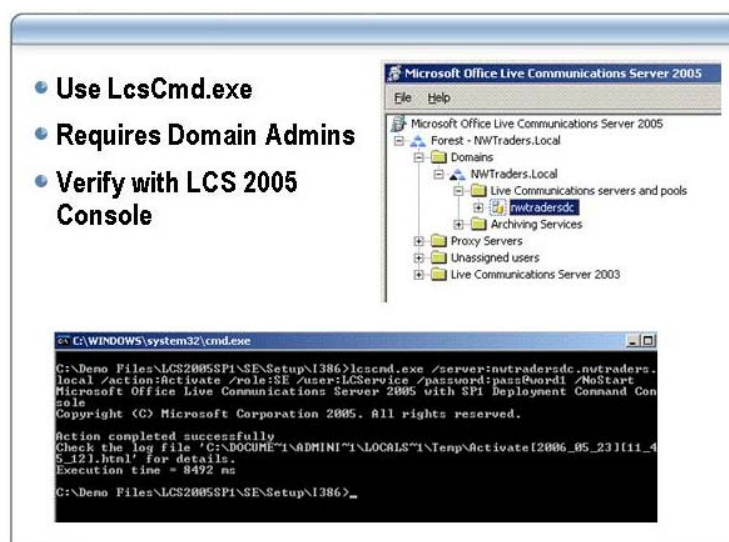 Use LcsCmd.exe
Requires Domain Admins
Verify with LCS 2005
Console
Microsoft Office Live Communications Server 2005
File Help
Microsoft Office Live Communications Server 2005
Forest - NWTraders.Local
Domains
NWTraders.Local
Live Communications servers and pools
nwtradersdc
Archiving Services
Proxy Servers
Unassigned users
Live Communications Server 2003
C:\WINDOWS\system32\cmd.exe
C:\Demo Files\LCS2005SP1\SE\Setup\I386>lcscmd.exe /server:nwtradersdc.nwtraders.
local /action:Activate /role:SE /user:LCService /password:pass@word1 /NoStart
Microsoft Office Live Communications Server 2005 with SP1 Deployment Command Con
sole
Copyright (C) Microsoft Corporation 2005. All rights reserved.
Action completed successfully
Check the log file 'C:\DOCUME~1\ADMINI~1\LOCALS~1\Temp\Activate[2006_05_23][11_4
5_12].html' for details.
Execution time = 8492 ms
C:\Demo Files\LCS2005SP1\SE\Setup\I386>_